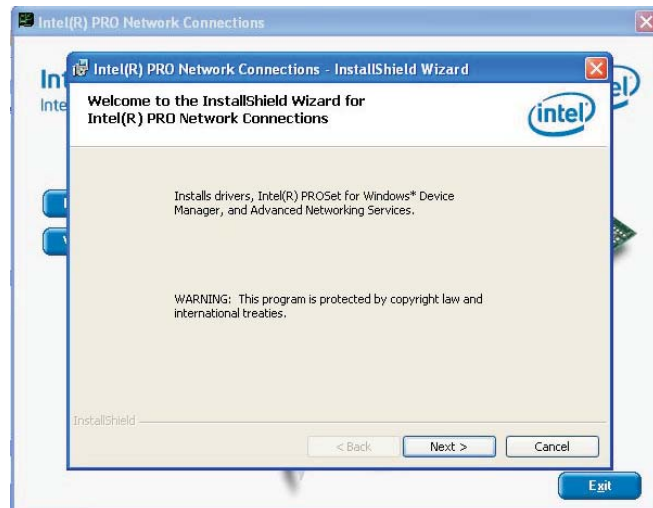 Intel(R) PRO Network Connections
Intel(R) PRO Network Connections - InstallShield Wizard
Welcome to the InstallShield Wizard for
Intel(R) PRO Network Connections
intel
Installs drivers, Intel(R) PROSet for Windows* Device
Manager, and Advanced Networking Services.
WARNING: This program is protected by copyright law and
international treaties.
InstallShield
< Back
Next >
Cancel
Exit